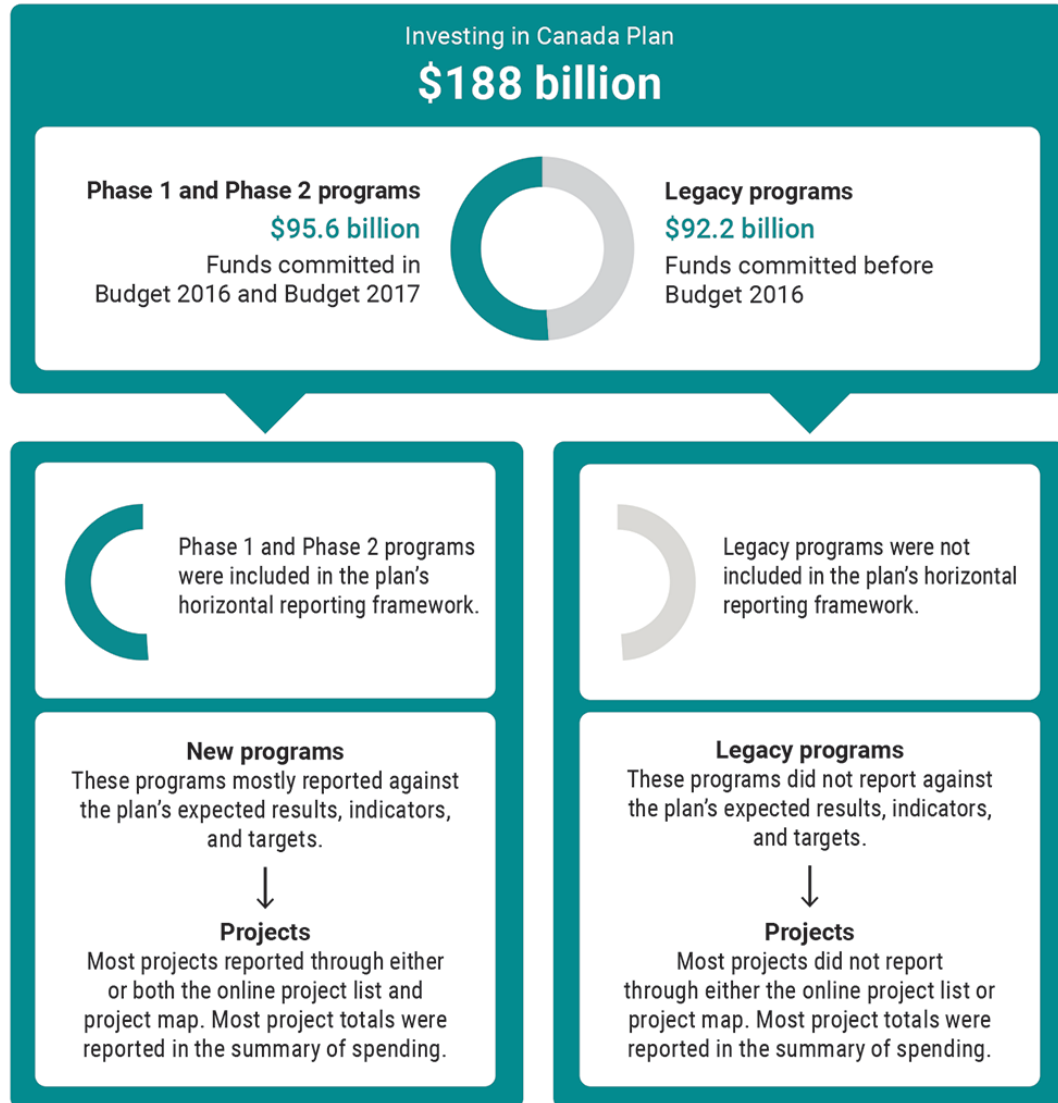 Investing in Canada Plan
$188 billion
Phase 1 and Phase 2 programs
$95.6 billion
Funds committed in
Budget 2016 and Budget 2017
Legacy programs
$92.2 billion
Funds committed before
Budget 2016
Phase 1 and Phase 2 programs
were included in the plan’s
horizontal reporting framework.
New programs
These programs mostly reported against
the plan’s expected results, indicators,
and targets.
↓
Projects
Most projects reported through either
or both the online project list and
project map. Most project totals were
reported in the summary of spending.
Legacy programs were not
included in the plan’s horizontal
reporting framework.
Legacy programs
These programs did not report against
the plan’s expected results, indicators,
and targets.
↓
Projects
Most projects did not report
through either the online project list or
project map. Most project totals were
reported in the summary of spending.